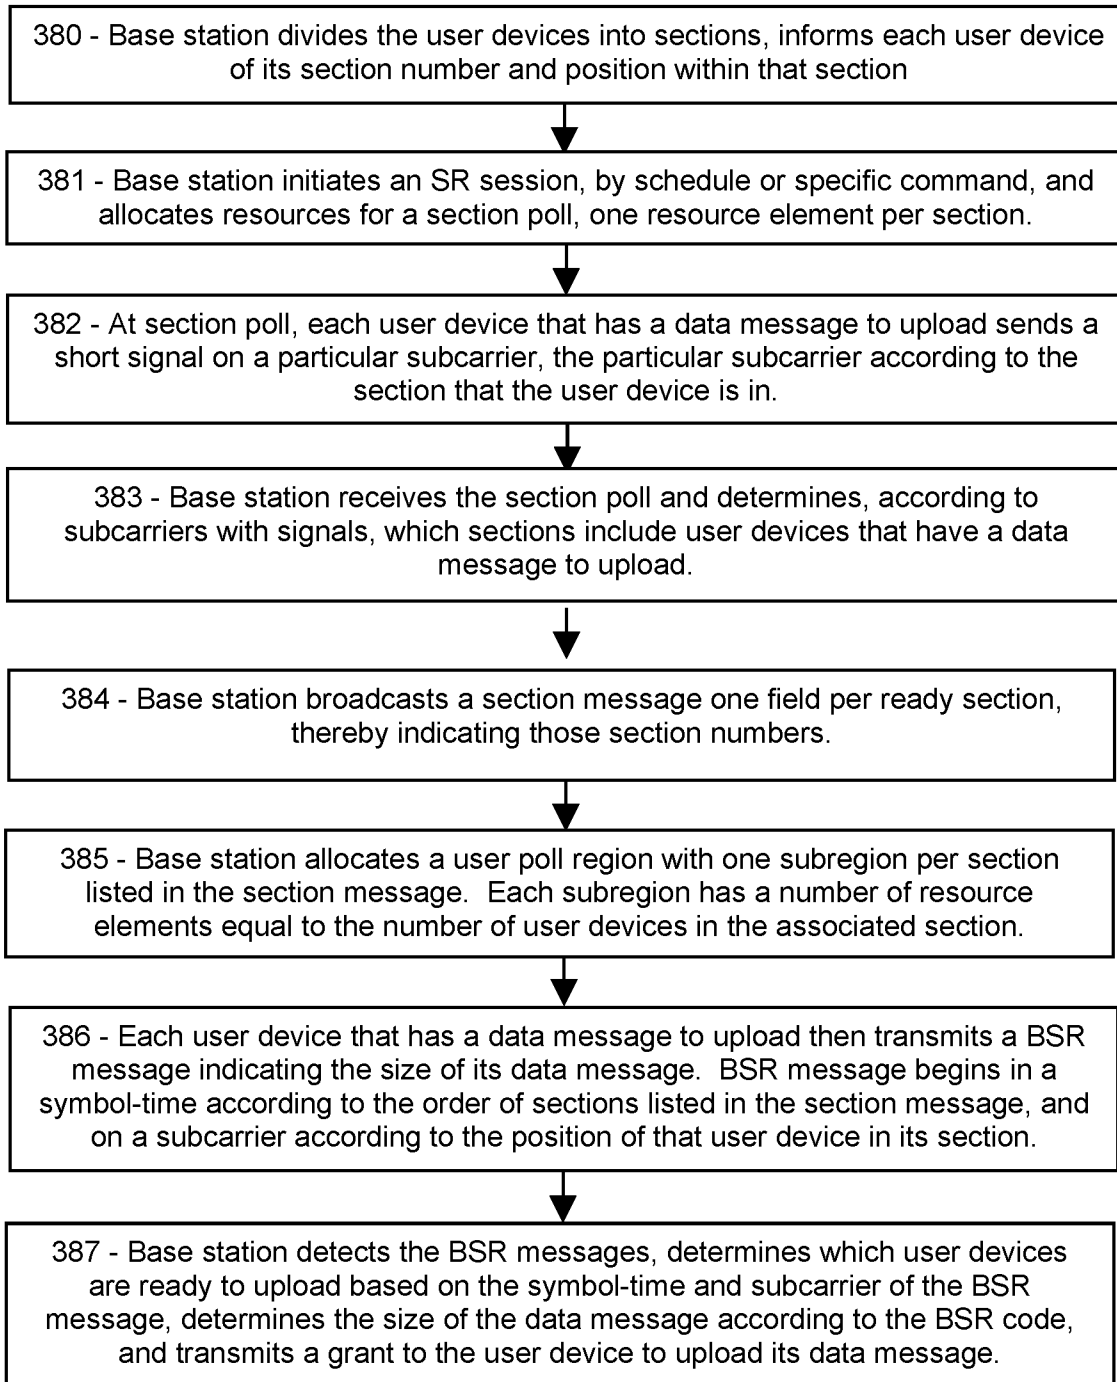 380 - Base station divides the user devices into sections, informs each user device
of its section number and position within that section
381 - Base station initiates an SR session, by schedule or specific command, and
allocates resources for a section poll, one resource element per section.
382 - At section poll, each user device that has a data message to upload sends a
short signal on a particular subcarrier, the particular subcarrier according to the
section that the user device is in.
383 - Base station receives the section poll and determines, according to
subcarriers with signals, which sections include user devices that have a data
message to upload.
384 - Base station broadcasts a section message one field per ready section,
thereby indicating those section numbers.
385 - Base station allocates a user poll region with one subregion per section
listed in the section message.  Each subregion has a number of resource
elements equal to the number of user devices in the associated section.
386 - Each user device that has a data message to upload then transmits a BSR
message indicating the size of its data message.  BSR message begins in a
symbol-time according to the order of sections listed in the section message, and
on a subcarrier according to the position of that user device in its section.
387 - Base station detects the BSR messages, determines which user devices
are ready to upload based on the symbol-time and subcarrier of the BSR
message, determines the size of the data message according to the BSR code,
and transmits a grant to the user device to upload its data message.